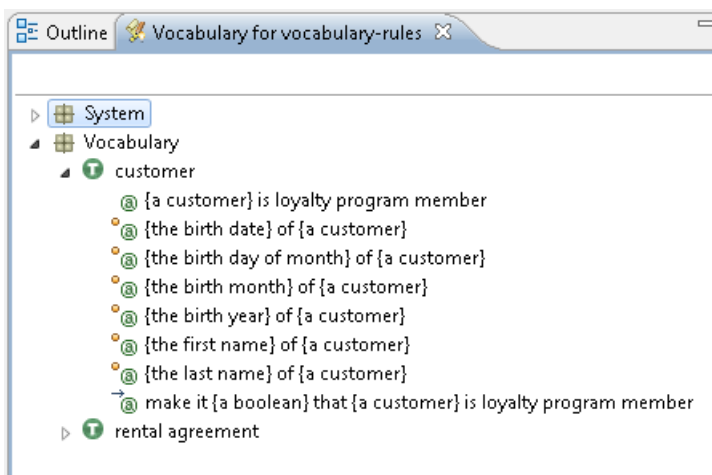 Outline Vocabulary for vocabulary-rules
System
Vocabulary
T customer
a {a customer} is loyalty program member
a {the birth date} of {a customer}
a {the birth day of month} of {a customer}
a {the birth month} of {a customer}
a {the birth year} of {a customer}
a {the first name} of {a customer}
a {the last name} of {a customer}
a make it {a boolean} that {a customer} is loyalty program member
T rental agreement